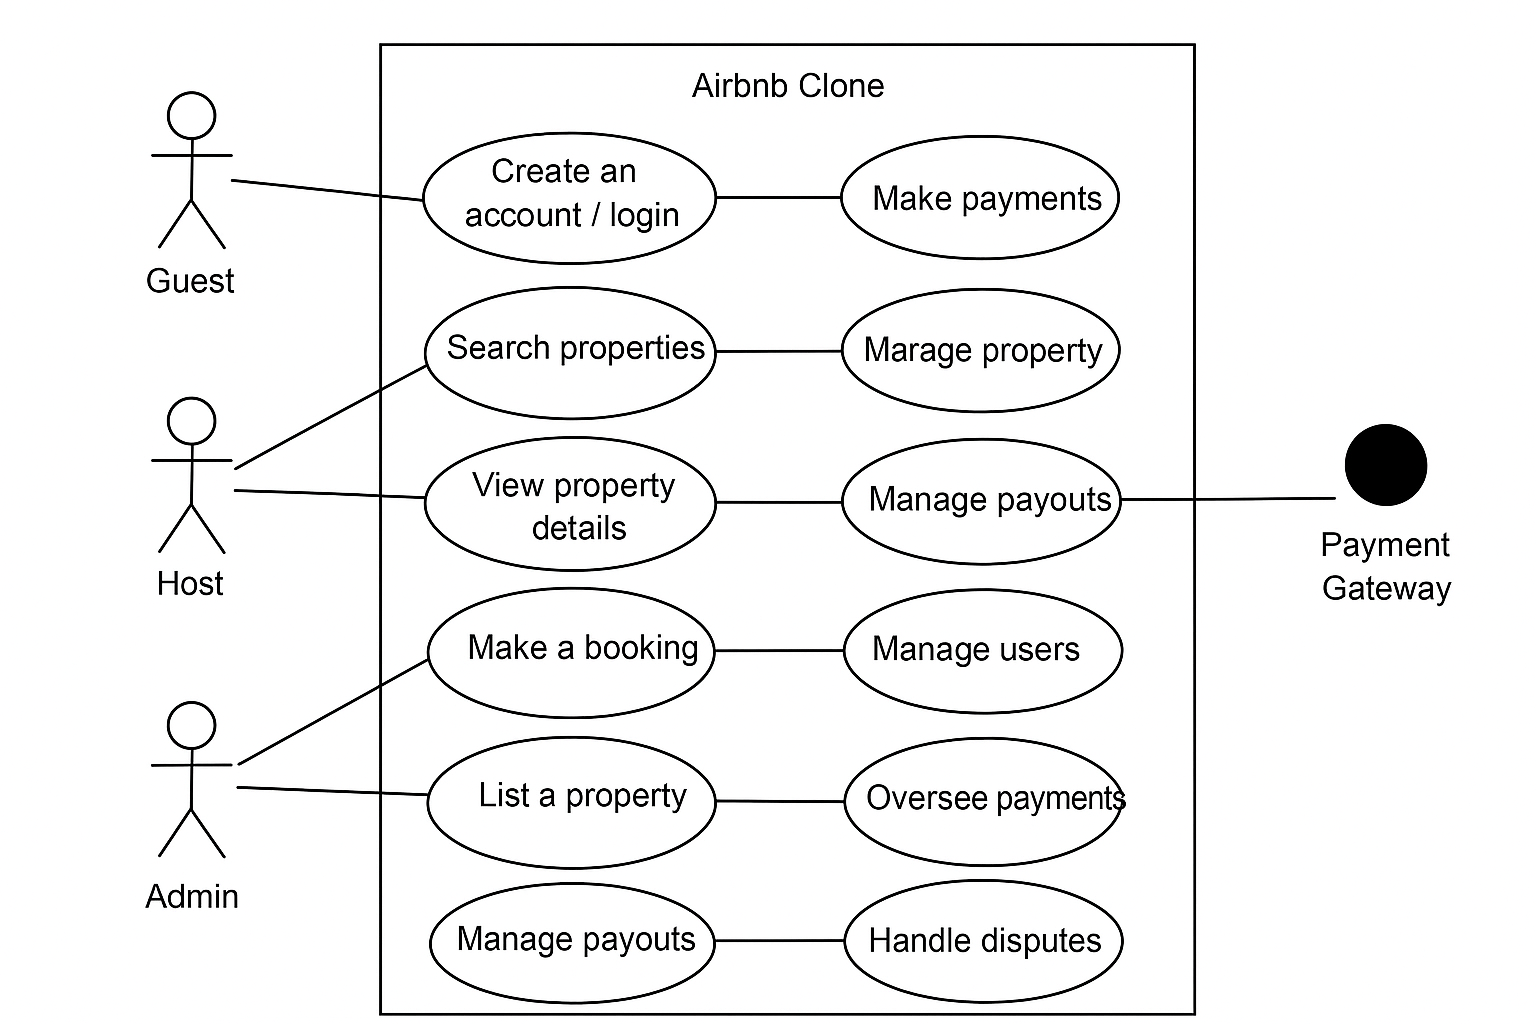 Airbnb Clone
Guest
Create an
account / login
Make payments
Search properties
Marage property
Host
View property
details
Manage payouts
Payment
Gateway
Make a booking
Manage users
Admin
List a property
Oversee payments
Manage payouts
Handle disputes